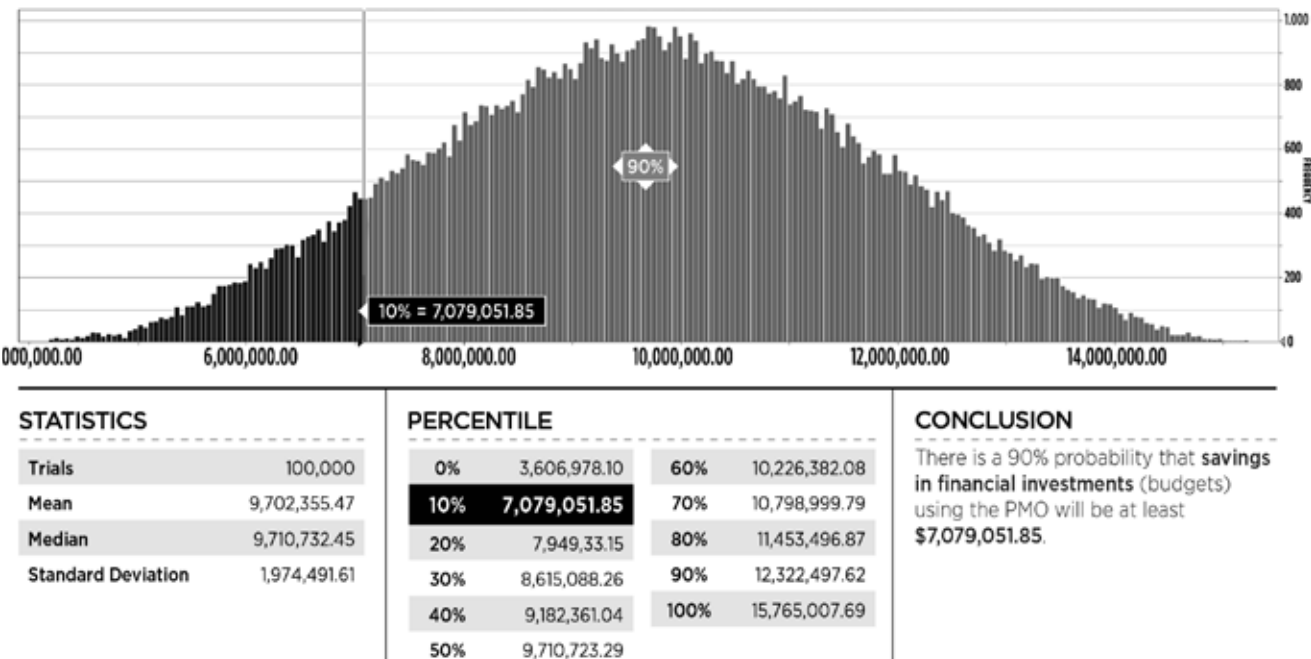 1.000
800
600
FREQUENCY
400
200
0
90%
10% = 7,079,051.85
000,000.00 6,000,000.00 8,000,000.00 10,000,000.00 12,000,000.00 14,000,000.00
STATISTICS
Trials 100,000
Mean 9,702,355.47
Median 9,710,732.45
Standard Deviation 1,974,491.61
PERCENTILE
0% 3,606,978.10
10% 7,079,051.85
20% 7,949,33.15
30% 8,615,088.26
40% 9,182,361.04
50% 9,710,723.29
60% 10,226,382.08
70% 10,798,999.79
80% 11,453,496.87
90% 12,322,497.62
100% 15,765,007.69
CONCLUSION
There is a 90% probability that savings
in financial investments (budgets)
using the PMO will be at least
$7,079,051.85.